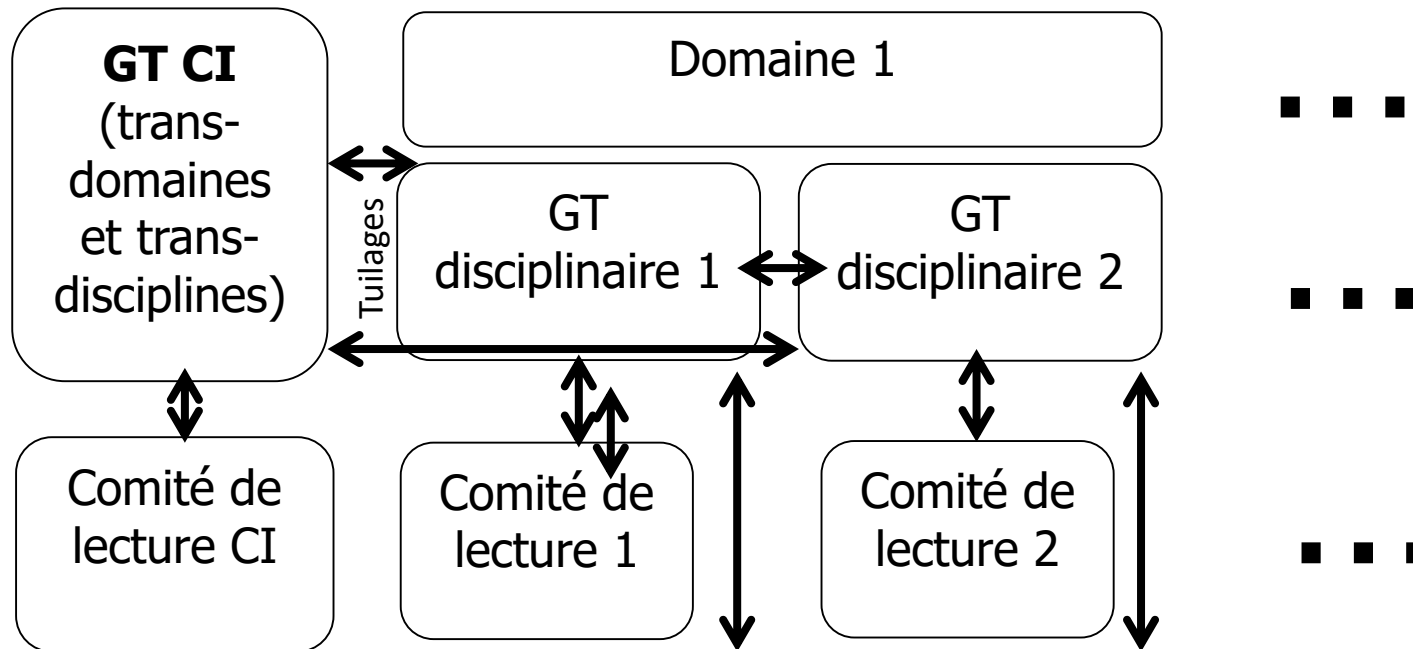 GT CI
(trans-
domaines
et trans-
disciplines)
Domaine 1
Tuilages
GT
disciplinaire 1
GT
disciplinaire 2
Comité de
lecture CI
Comité de
lecture 1
Comité de
lecture 2